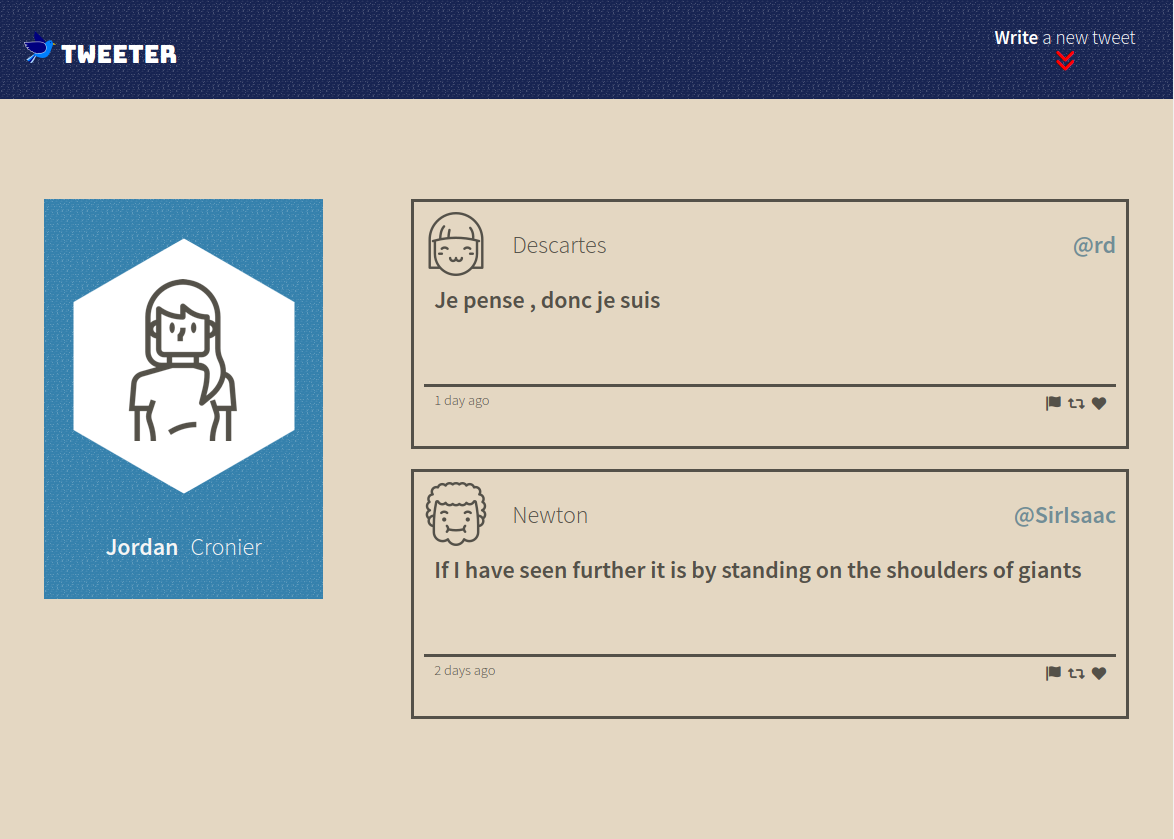 TWEETER
Write a new tweet
Jordan Cronier
Descartes
@rd
Je pense , donc je suis
1 day ago
Newton
@SirIsaac
If I have seen further it is by standing on the shoulders of giants
2 days ago